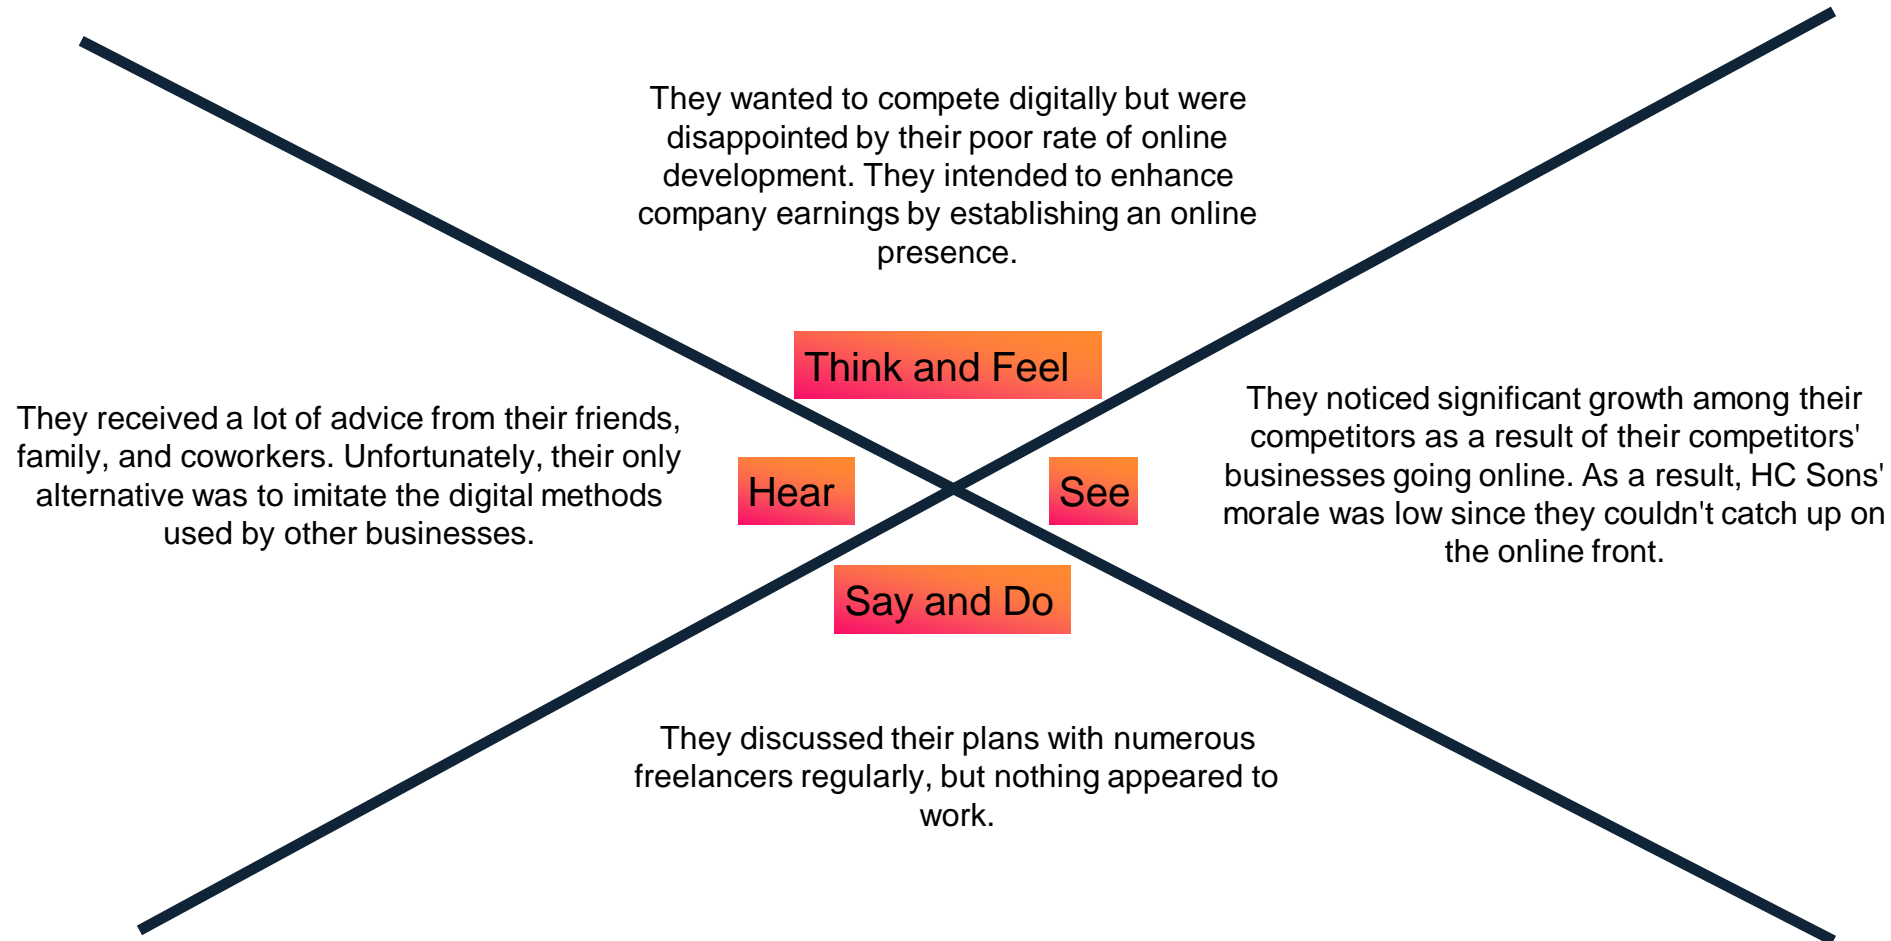 They wanted to compete digitally but were
disappointed by their poor rate of online
development. They intended to enhance
company earnings by establishing an online
presence.
Think and Feel
They received a lot of advice from their friends,
family, and coworkers. Unfortunately, their only
alternative was to imitate the digital methods
used by other businesses.
Hear
See
They noticed significant growth among their
competitors as a result of their competitors'
businesses going online. As a result, HC Sons'
morale was low since they couldn't catch up on
the online front.
Say and Do
They discussed their plans with numerous
freelancers regularly, but nothing appeared to
work.